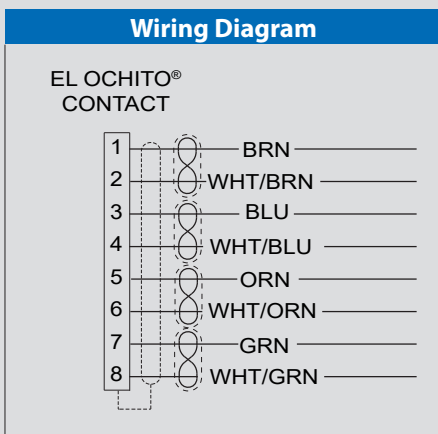 Wiring Diagram
EL OCHITO®
CONTACT
1 BRN
2 WHT/BRN
3 BLU
4 WHT/BLU
5 ORN
6 WHT/ORN
7 GRN
8 WHT/GRN